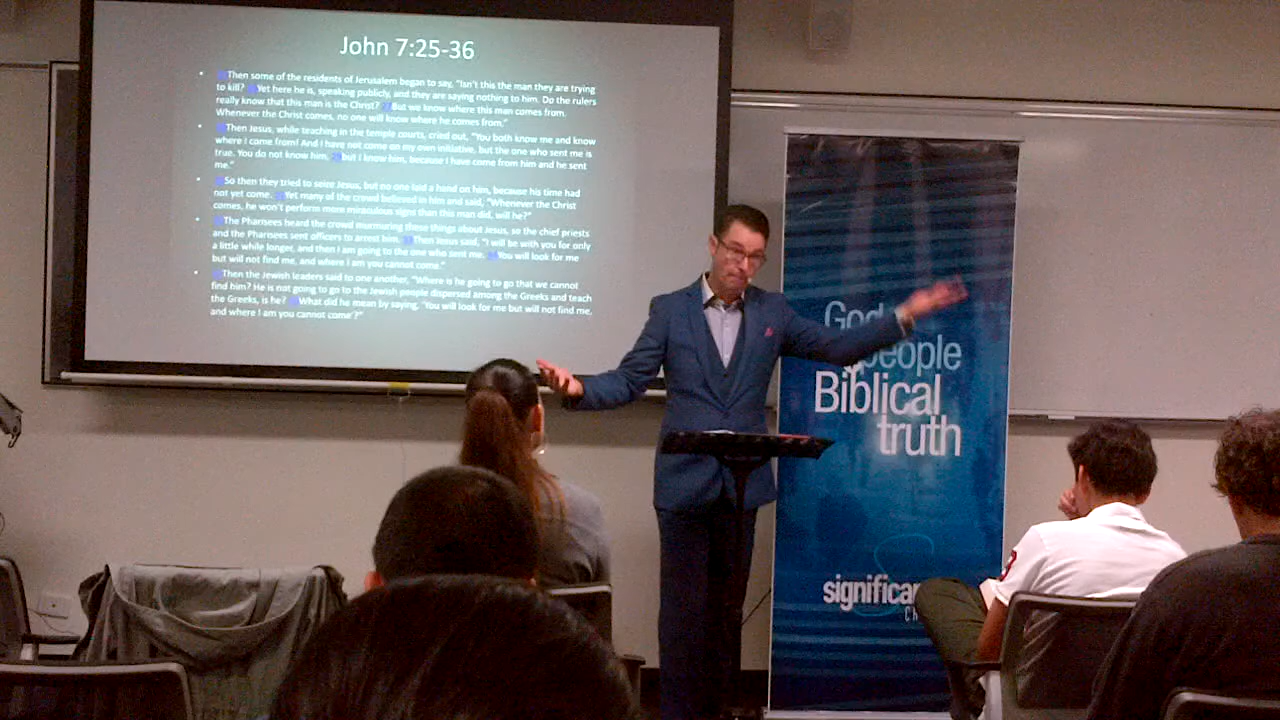 John 7:25-36
Then some of the residents of Jerusalem began to say, "Isn't this the man they are trying
to kill? Yet here he is, speaking publicly, and they are saying nothing to him. Do the rulers
really know that this man is the Christ? 27But we know where this man comes from.
Whenever the Christ comes, no one will know where he comes from."
Then Jesus, while teaching in the temple courts, cried out, "You both know me and know
where I come from! And I have not come on my own initiative, but the one who sent me is
true. You do not know him, but I know him, because I have come from him and he sent
me."
So then they tried to seize Jesus, but no one laid a hand on him, because his time had
not yet come. Yet many of the crowd believed in him and said, "Whenever the Christ
comes, he won't perform more miraculous signs than this man did, will he?"
The Pharisees heard the crowd murmuring these things about Jesus, so the chief priests
and the Pharisees sent officers to arrest him. Then Jesus said, "I will be with you for only
a little while longer, and then I am going to the one who sent me. You will look for me
but will not find me, and where I am you cannot come."
Then the Jewish leaders said to one another, "Where is he going to go that we cannot
find him? He is not going to go to the Jewish people dispersed among the Greeks and teach
the Greeks, is he? What did he mean by saying, 'You will look for me but will not find me,
and where I am you cannot come'?"
God
people
Biblical
truth
significa